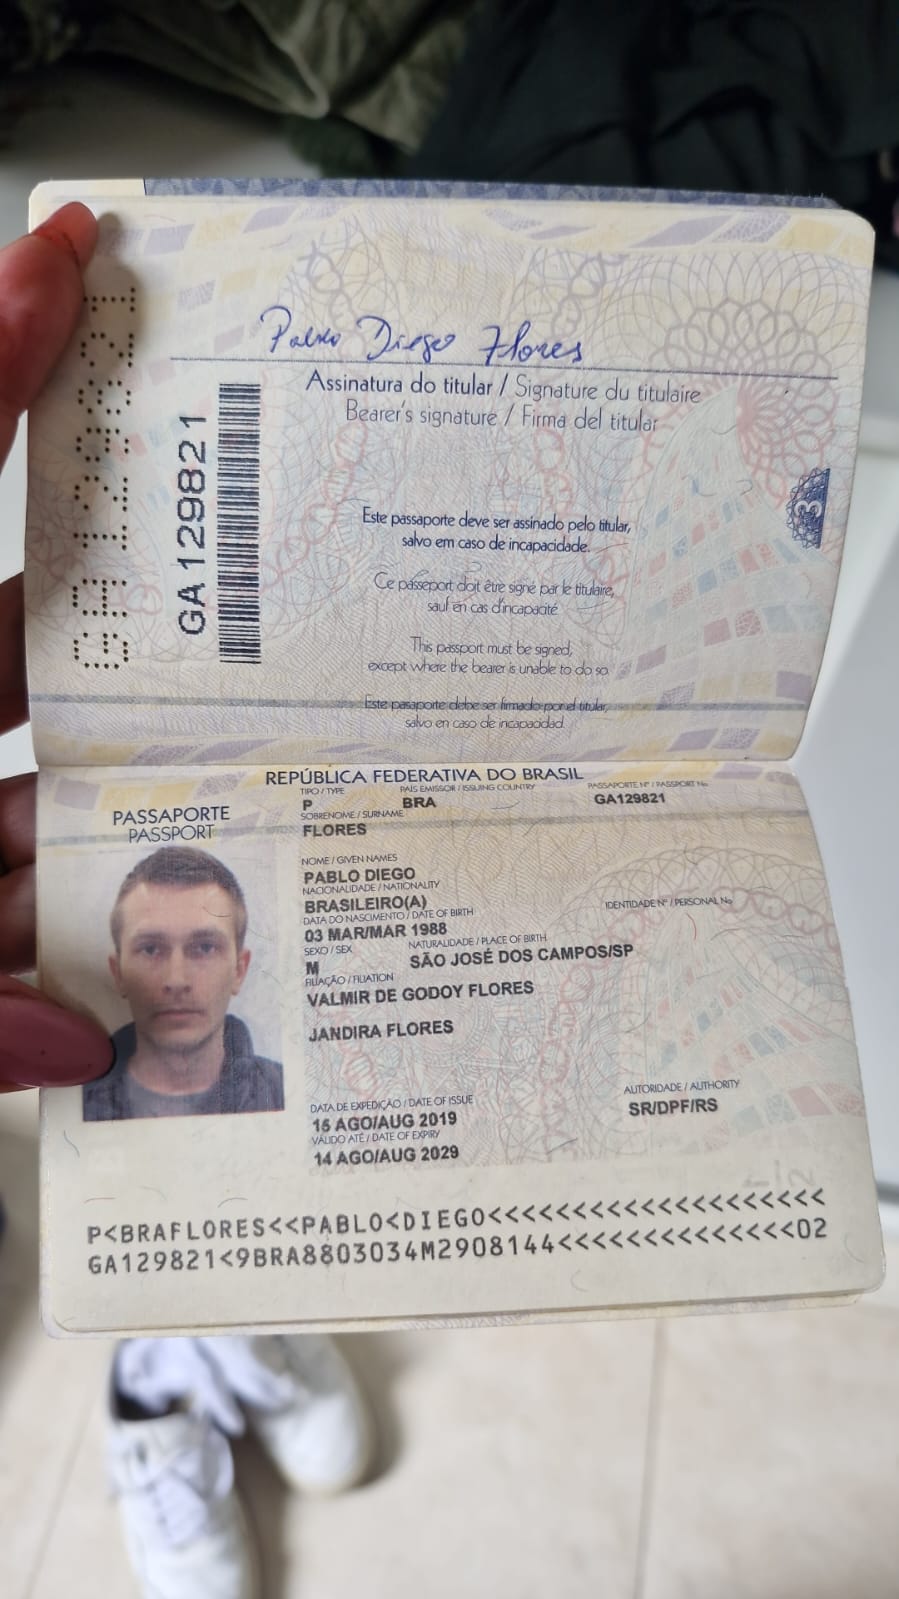 GA129821
Pablo Diego Flores
Assinatura do titular / Signature du titulaire
Bearer's signature / Firma del titular
GA129821
3
Este passaporte deve ser assinado pelo titular,
salvo em caso de incapacidade.
Ce passeport doit être signé par le titulaire,
sauf en cas d'incapacité
This passport must be signed,
except where the bearer is unable to do so.
Este pasaporte debe ser firmado por el titular,
salvo en caso de incapacidad.
REPÚBLICA FEDERATIVA DO BRASIL
PASSAPORTE
PASSPORT
TIPO / TYPE PAÍS EMISSOR / ISSUING COUNTRY PASSAPORTE Nº / PASSPORT No
P BRA GA129821
SOBRENOME / SURNAME
FLORES
NOME / GIVEN NAMES
PABLO DIEGO
NACIONALIDADE / NATIONALITY
BRASILEIRO(A)
IDENTIDADE Nº / PERSONAL No
DATA DO NASCIMENTO / DATE OF BIRTH
03 MAR/MAR 1988
SEXO / SEX NATURALIDADE / PLACE OF BIRTH
M SÃO JOSÉ DOS CAMPOS/SP
FILIAÇÃO / FILIATION
VALMIR DE GODOY FLORES
JANDIRA FLORES
DATA DE EXPEDIÇÃO / DATE OF ISSUE AUTORIDADE / AUTHORITY
15 AGO/AUG 2019 SR/DPF/RS
VÁLIDO ATÉ / DATE OF EXPIRY
14 AGO/AUG 2029
P<BRAFLORES<<PABLO<DIEGO<<<<<<<<<<<<<<<<<<<<
GA129821<9BRA8803034M2908144<<<<<<<<<<<<<<02